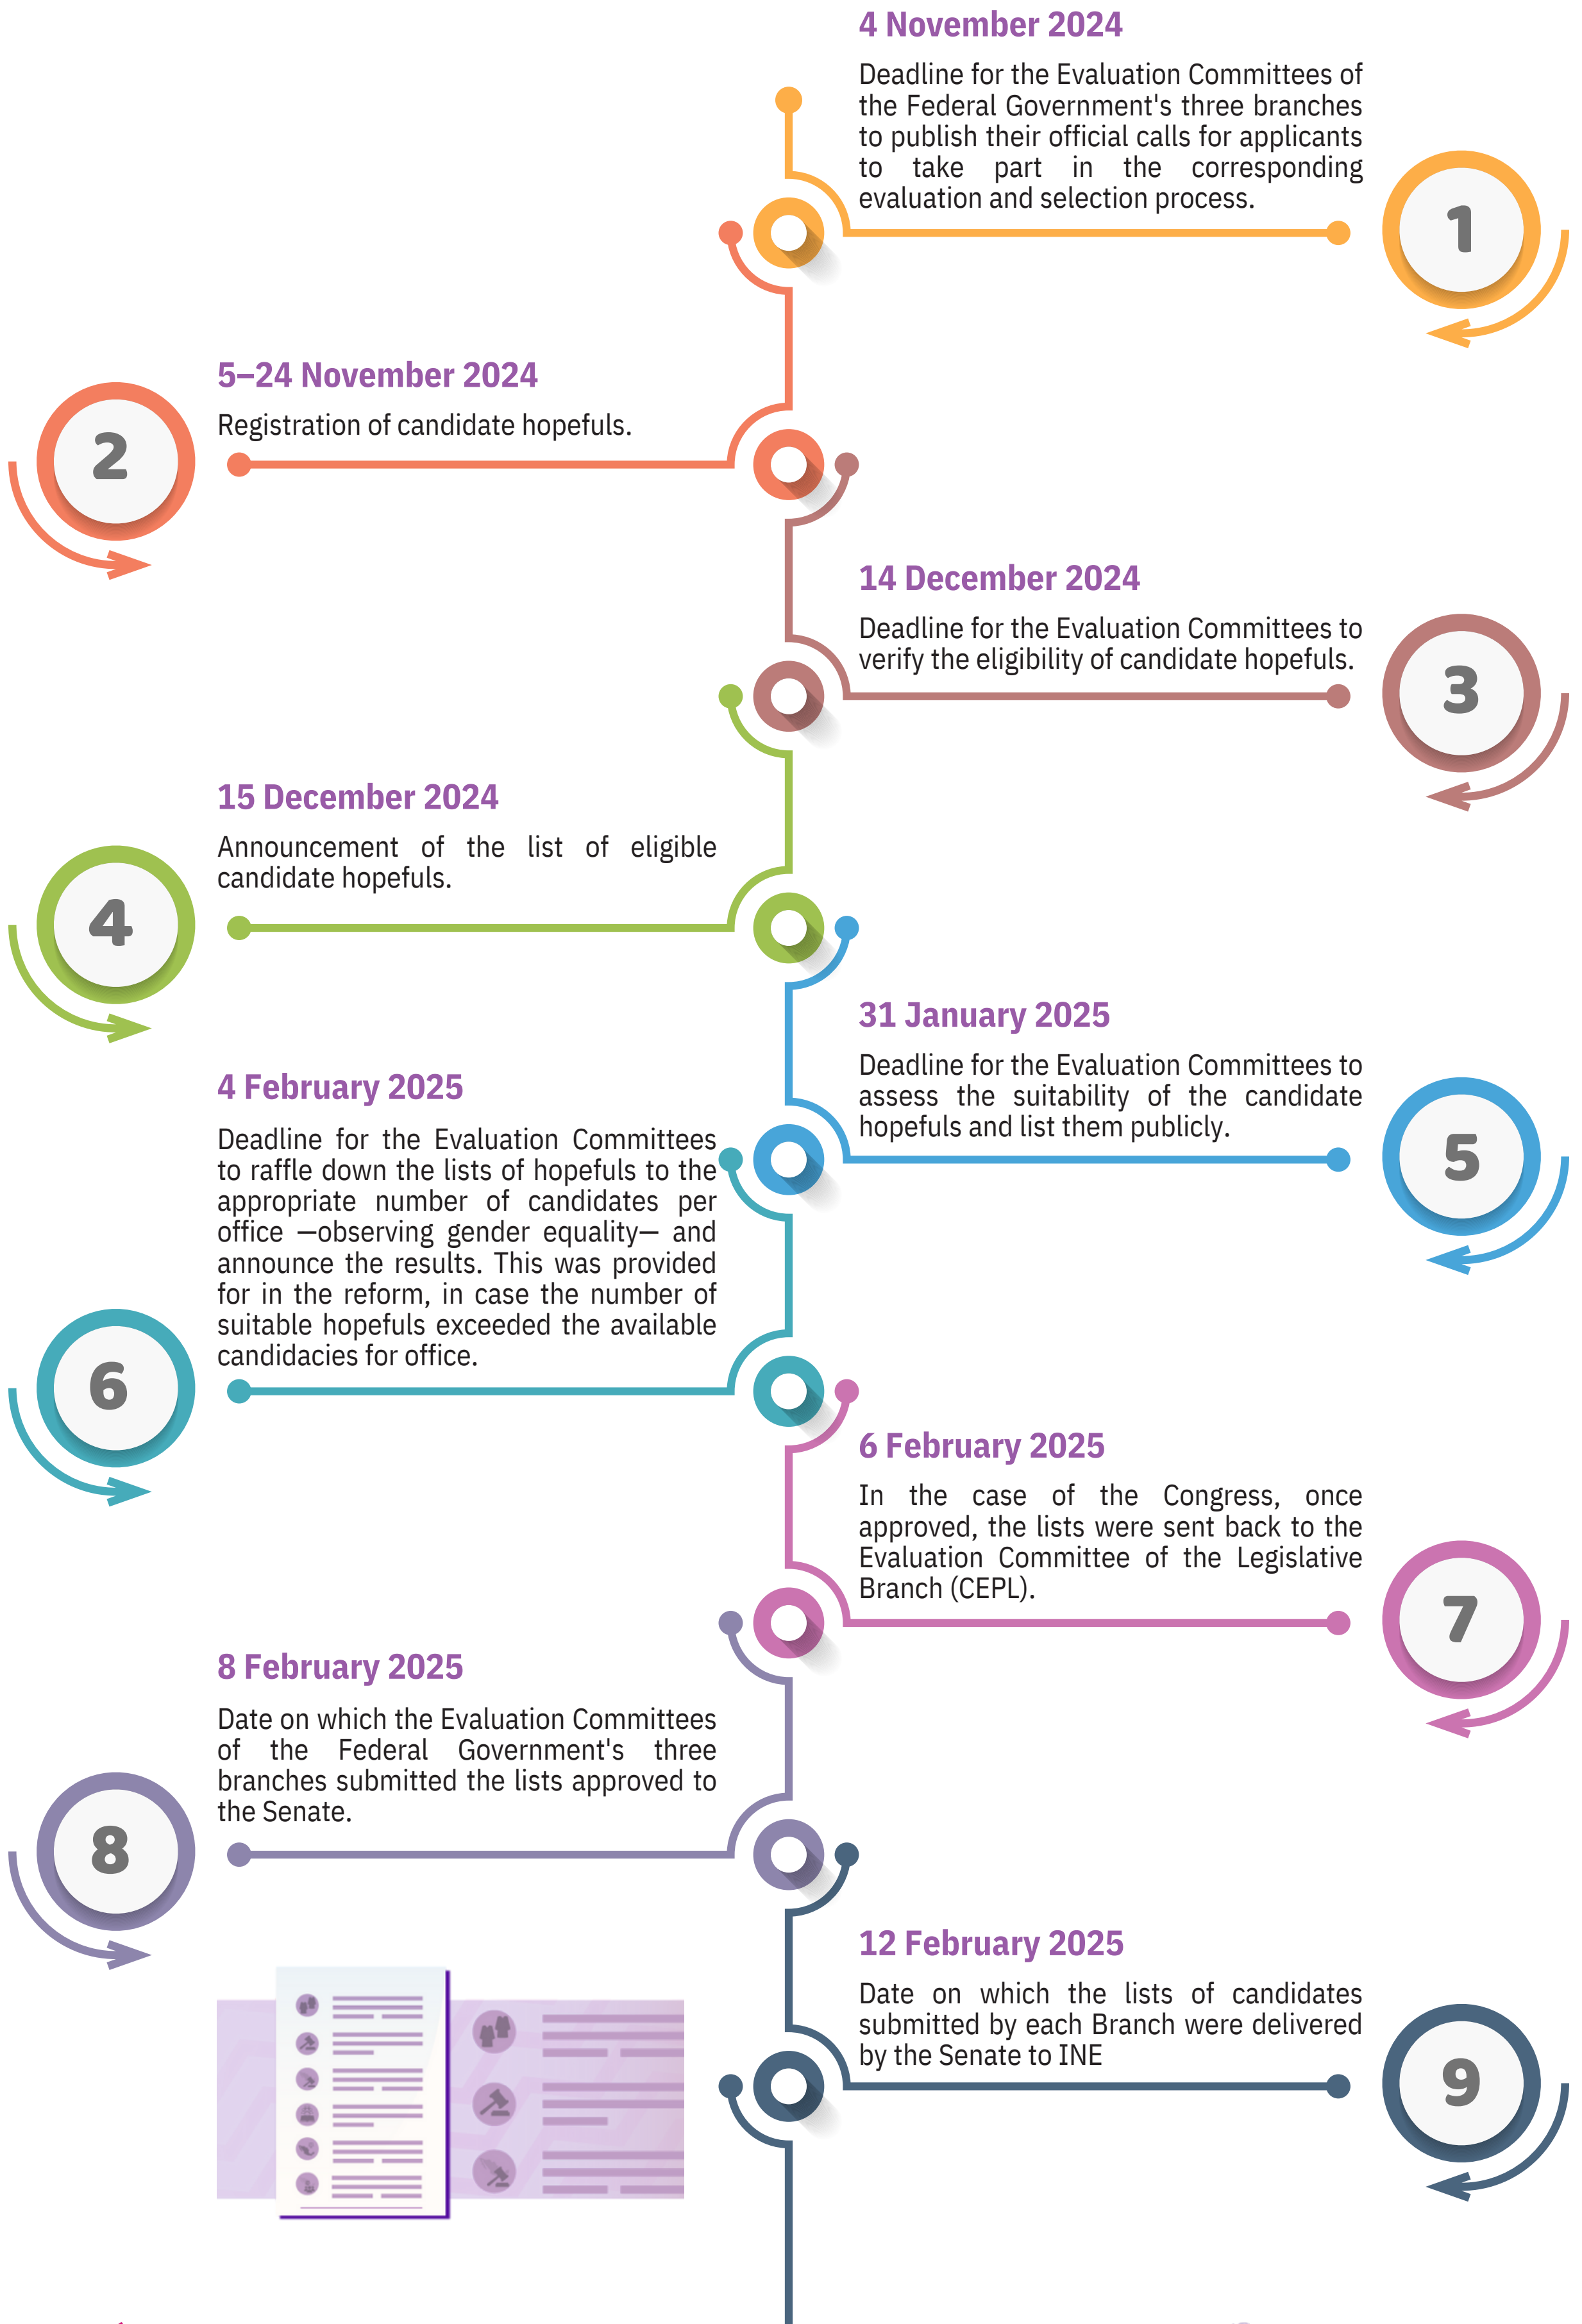 4 November 2024
Deadline for the Evaluation Committees of
the Federal Government's three branches
to publish their official calls for applicants
to take part in the corresponding
evaluation and selection process.
1
5–24 November 2024
Registration of candidate hopefuls.
2
14 December 2024
Deadline for the Evaluation Committees to
verify the eligibility of candidate hopefuls.
3
15 December 2024
Announcement of the list of eligible
candidate hopefuls.
4
31 January 2025
Deadline for the Evaluation Committees to
assess the suitability of the candidate
hopefuls and list them publicly.
5
4 February 2025
Deadline for the Evaluation Committees
to raffle down the lists of hopefuls to the
appropriate number of candidates per
office —observing gender equality— and
announce the results. This was provided
for in the reform, in case the number of
suitable hopefuls exceeded the available
candidacies for office.
6
6 February 2025
In the case of the Congress, once
approved, the lists were sent back to the
Evaluation Committee of the Legislative
Branch (CEPL).
7
8 February 2025
Date on which the Evaluation Committees
of the Federal Government's three
branches submitted the lists approved to
the Senate.
8
12 February 2025
Date on which the lists of candidates
submitted by each Branch were delivered
by the Senate to INE
9